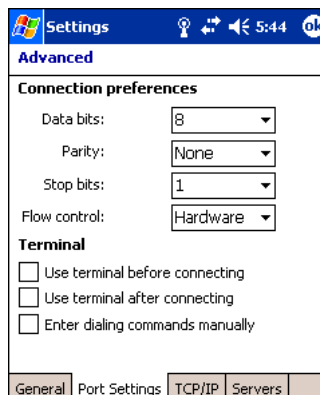 Settings 5:44 ok
Advanced
Connection preferences
Data bits: 8
Parity: None
Stop bits: 1
Flow control: Hardware
Terminal
Use terminal before connecting
Use terminal after connecting
Enter dialing commands manually
General Port Settings TCP/IP Servers